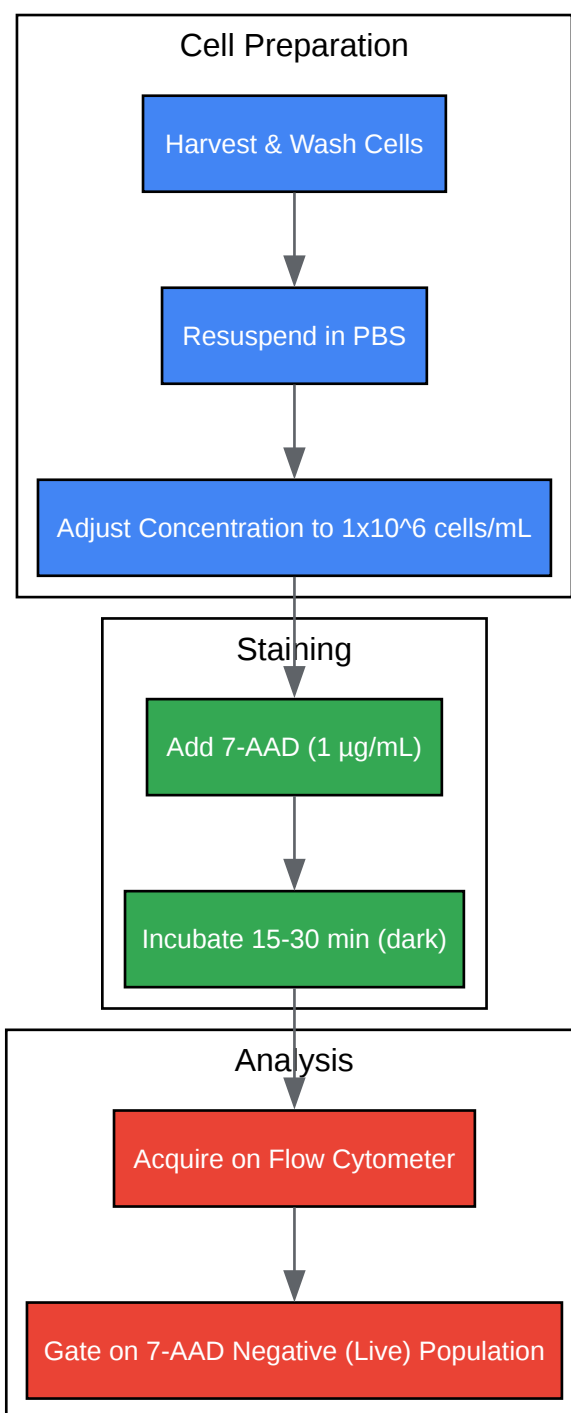 Cell Preparation
Harvest & Wash Cells
Resuspend in PBS
Adjust Concentration to 1x10^6 cells/mL
Staining
Add 7-AAD (1 µg/mL)
Incubate 15-30 min (dark)
Analysis
Acquire on Flow Cytometer
Gate on 7-AAD Negative (Live) Population